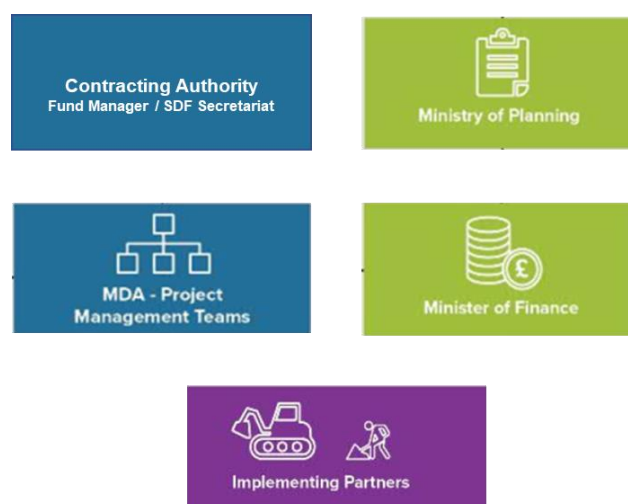 Contracting Authority
Fund Manager / SDF Secretariat
Ministry of Planning
MDA - Project
Management Teams
£
Minister of Finance
Implementing Partners